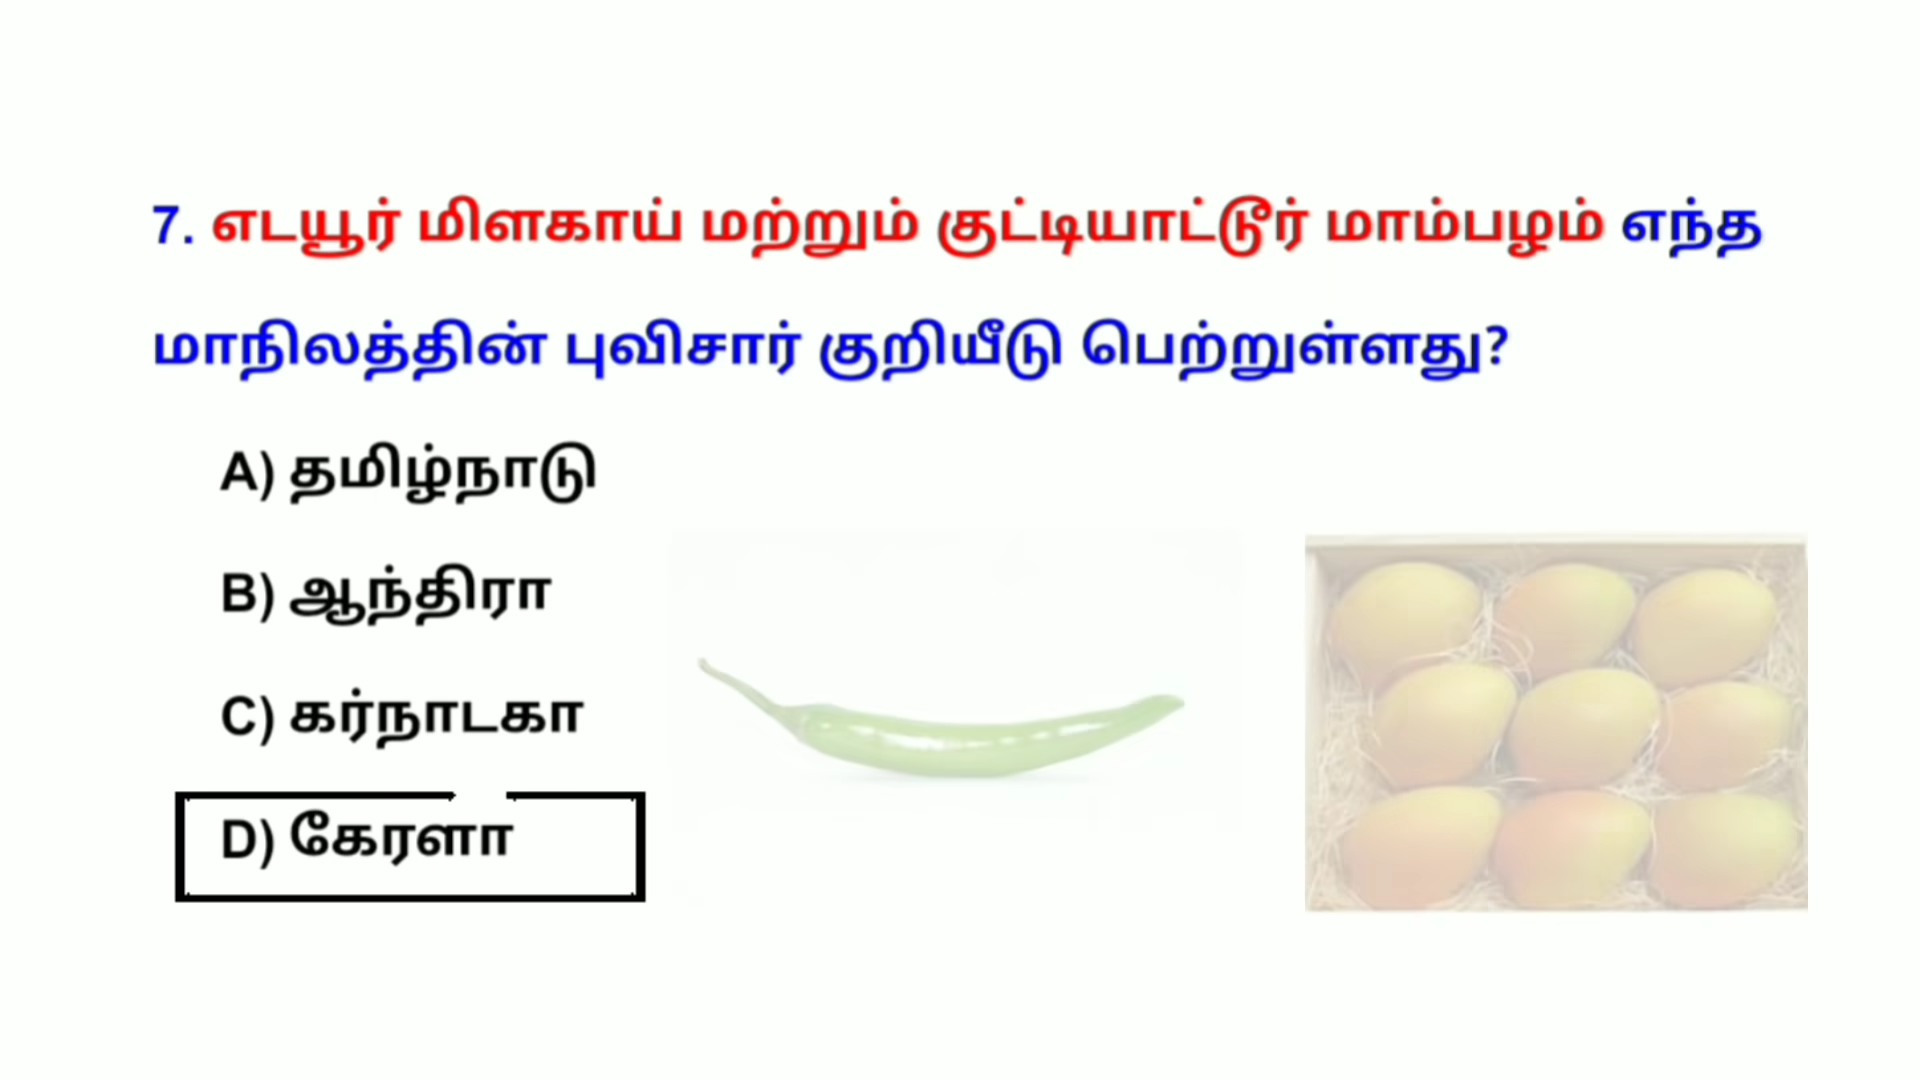 7. எடயூர் மிளகாய் மற்றும் குட்டியாட்டூர் மாம்பழம் எந்த
மாநிலத்தின் புவிசார் குறியீடு பெற்றுள்ளது?
A) தமிழ்நாடு
B) ஆந்திரா
C) கர்நாடகா
D) கேரளா